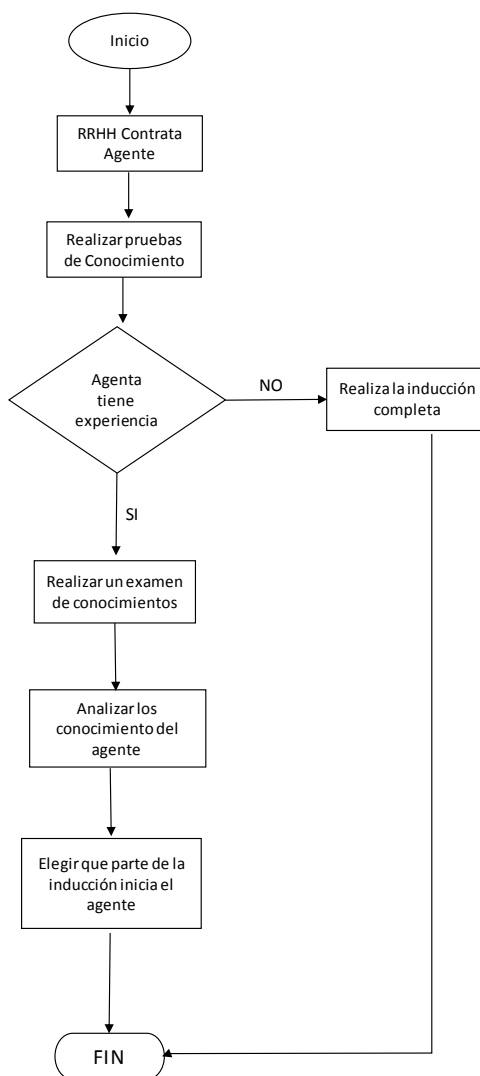 Inicio
RRHH Contrata
Agente
Realizar pruebas
de Conocimiento
Agenta
tiene
experiencia
NO
Realiza la inducción
completa
SI
Realizar un examen
de conocimientos
Analizar los
conocimiento del
agente
Elegir que parte de la
inducción inicia el
agente
FIN